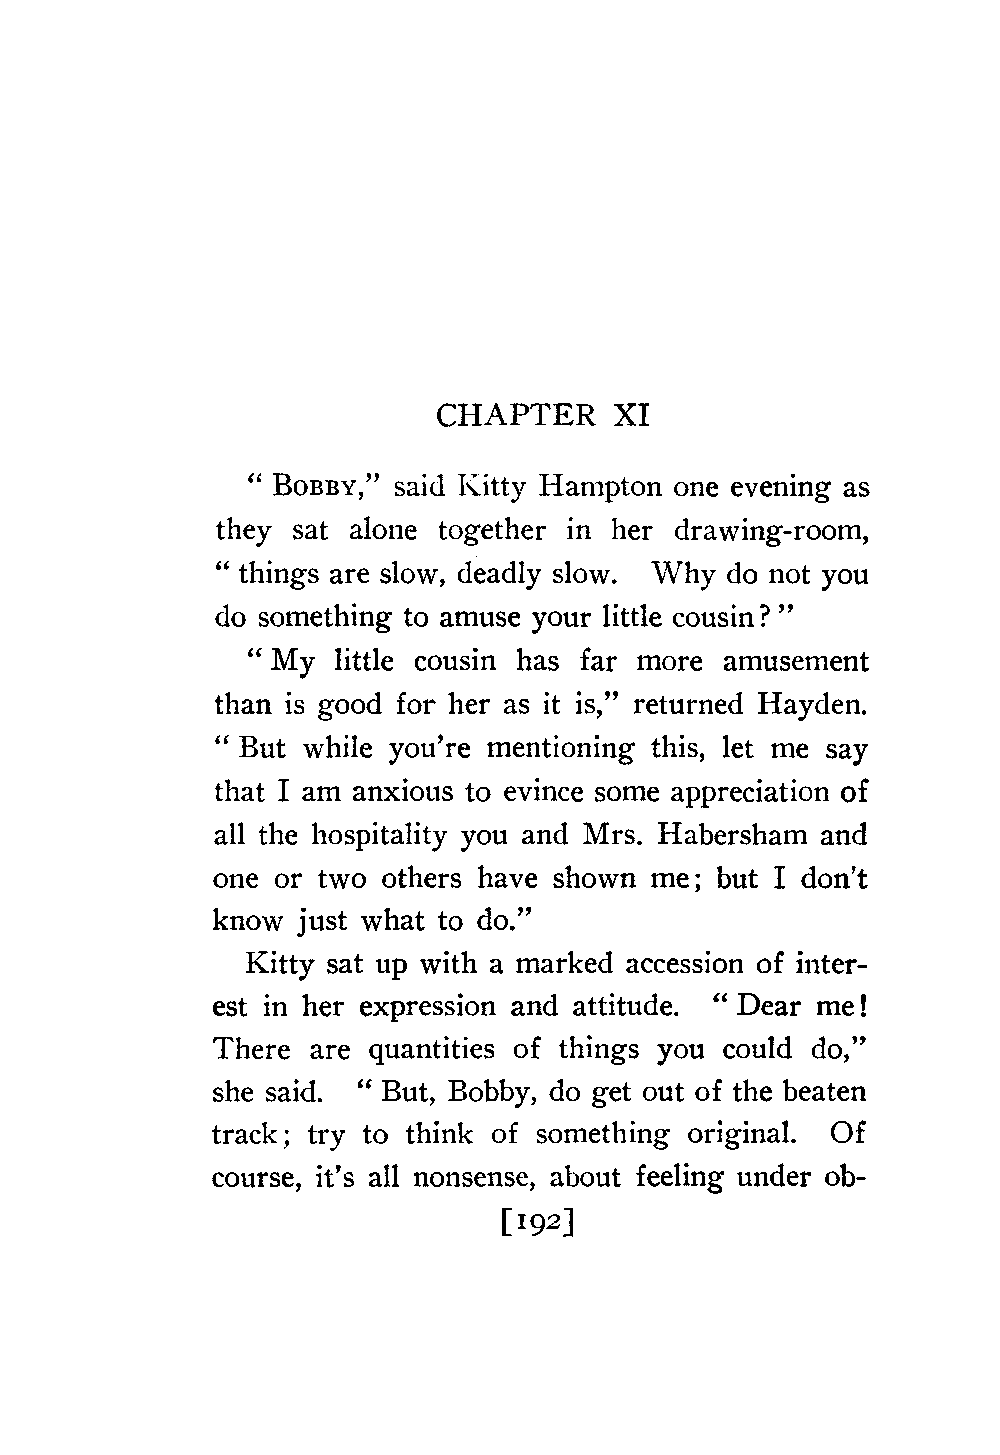 CHAPTER XI
“ BOBBY,” said Kitty Hampton one evening as
they sat alone together in her drawing-room,
“ things are slow, deadly slow. Why do not you
do something to amuse your little cousin? ”
“ My little cousin has far more amusement
than is good for her as it is,” returned Hayden.
“ But while you’re mentioning this, let me say
that I am anxious to evince some appreciation of
all the hospitality you and Mrs. Habersham and
one or two others have shown me; but I don’t
know just what to do.”
Kitty sat up with a marked accession of inter-
est in her expression and attitude. “ Dear me!
There are quantities of things you could do,”
she said. “ But, Bobby, do get out of the beaten
track; try to think of something original. Of
course, it’s all nonsense, about feeling under ob-
[192]